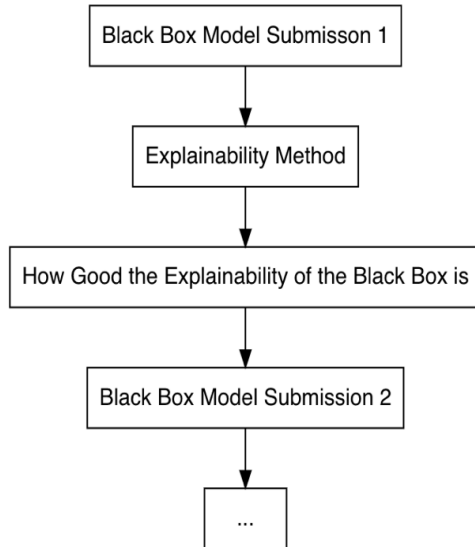 Black Box Model Submisson 1
Explainability Method
How Good the Explainability of the Black Box is
Black Box Model Submission 2
...